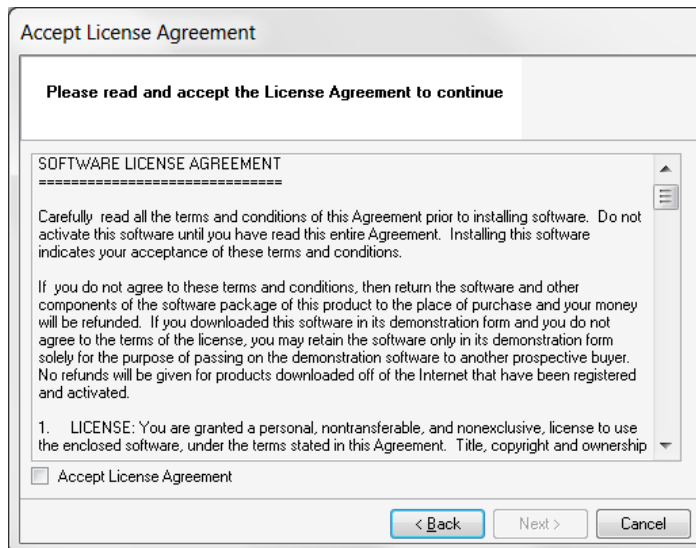 Accept License Agreement
Please read and accept the License Agreement to continue
SOFTWARE LICENSE AGREEMENT
==============================
Carefully read all the terms and conditions of this Agreement prior to installing software. Do not
activate this software until you have read this entire Agreement. Installing this software
indicates your acceptance of these terms and conditions.
If you do not agree to these terms and conditions, then return the software and other
components of the software package of this product to the place of purchase and your money
will be refunded. If you downloaded this software in its demonstration form and you do not
agree to the terms of the license, you may retain the software only in its demonstration form
solely for the purpose of passing on the demonstration software to another prospective buyer.
No refunds will be given for products downloaded off of the Internet that have been registered
and activated.
1. LICENSE: You are granted a personal, nontransferable, and nonexclusive, license to use
the enclosed software, under the terms stated in this Agreement. Title, copyright and ownership
Accept License Agreement
< Back Next > Cancel